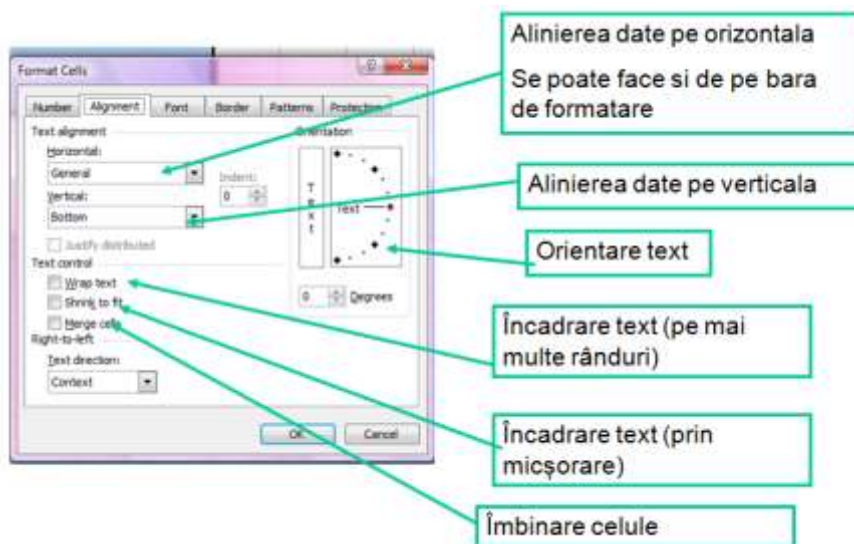 Format Cells
Number Alignment Font Border Patterns Protection
Text alignment
Orientation
Horizontal:
General
Indent:
Vertical:
0
Bottom
Justify distributed
Text
Text
Text control
Wrap text
Shrink to fit
Merge cells
0 Degrees
Right-to-left
Text direction:
Context
OK Cancel
Alinierea date pe orizontala
Se poate face si de pe bara
de formatare
Alinierea date pe verticala
Orientare text
Încadrare text (pe mai
multe rânduri)
Încadrare text (prin
micșorare)
Îmbinare celule